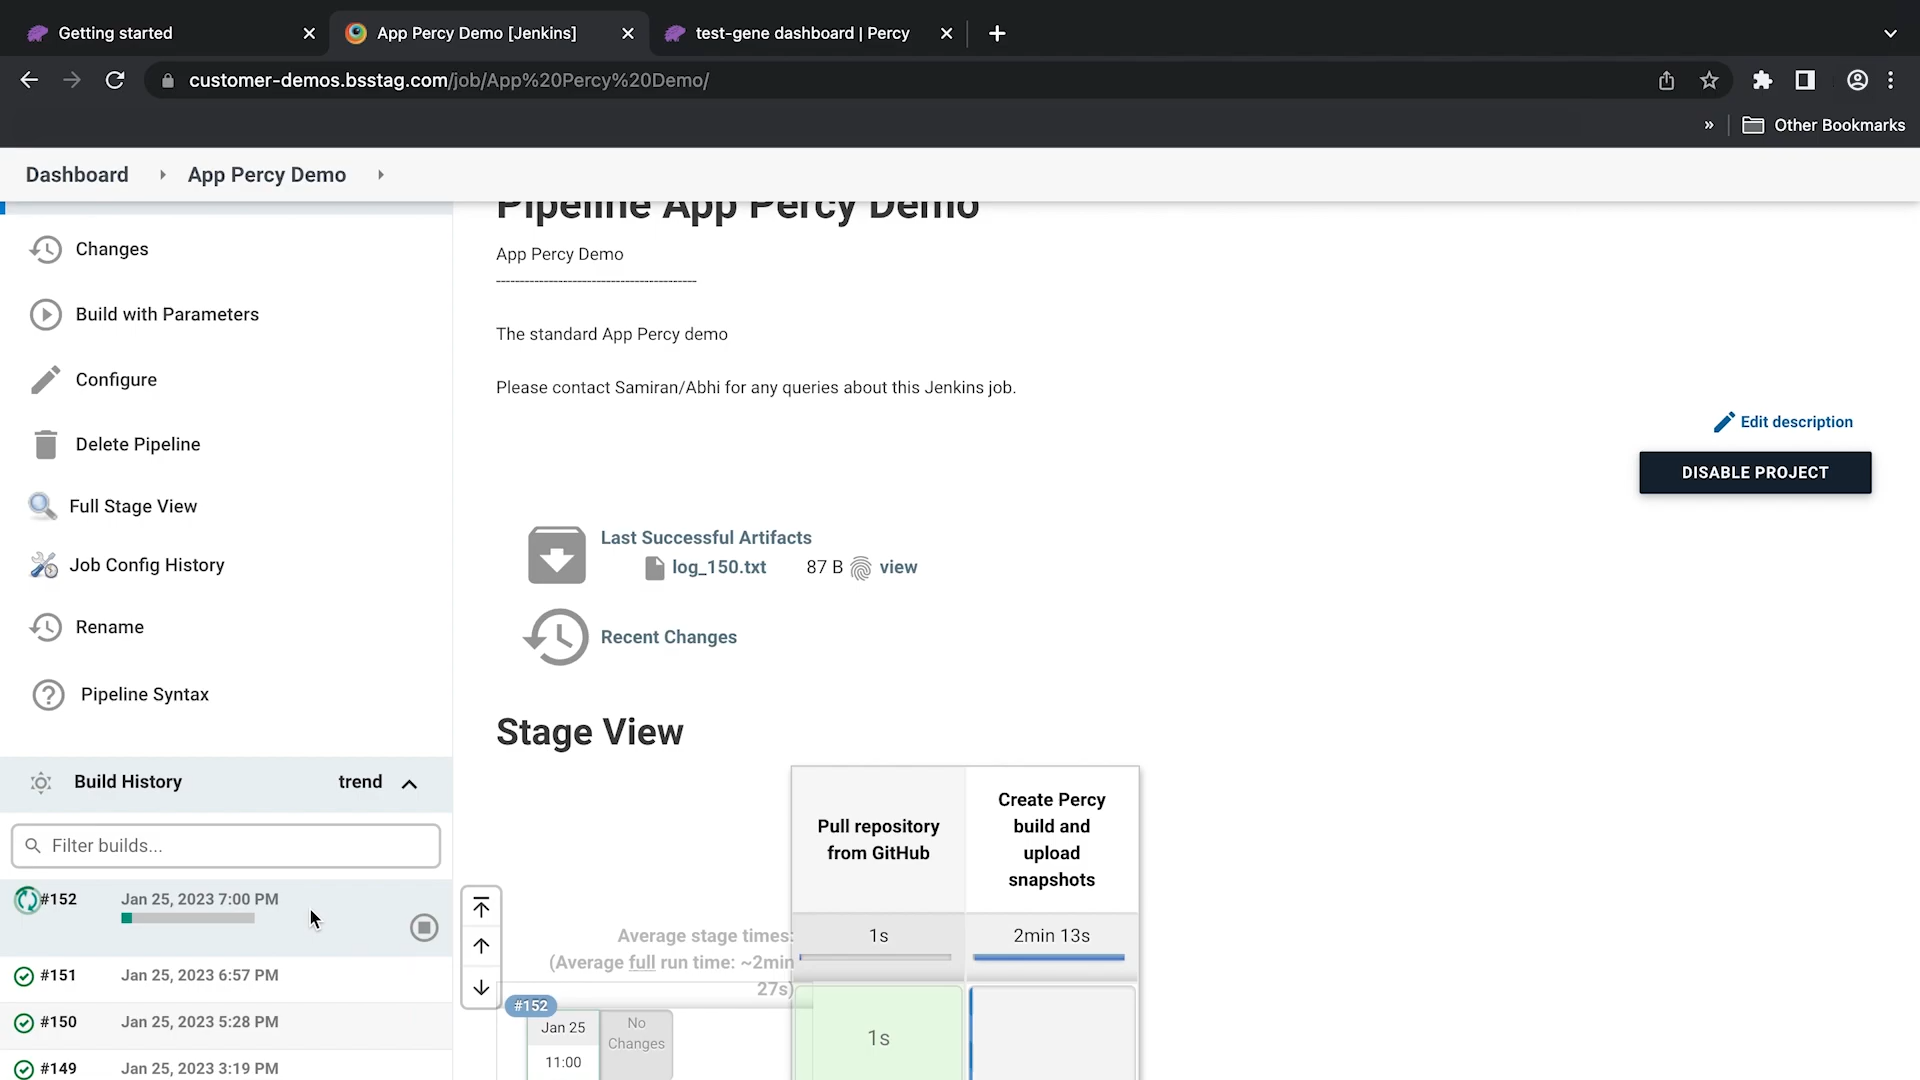 Getting started
App Percy Demo [Jenkins]
test-gene dashboard | Percy
customer-demos.bsstag.com/job/App%20Percy%20Demo/
» Other Bookmarks
Dashboard
App Percy Demo
Pipeline App Percy Demo
Changes
Build with Parameters
Configure
Delete Pipeline
Full Stage View
Job Config History
Rename
Pipeline Syntax
App Percy Demo
----------------------------------------
The standard App Percy demo
Please contact Samiran/Abhi for any queries about this Jenkins job.
Edit description
DISABLE PROJECT
Last Successful Artifacts
log_150.txt 87 B view
Recent Changes
Stage View
Build History trend
Filter builds...
#152 Jan 25, 2023 7:00 PM
#151 Jan 25, 2023 6:57 PM
#150 Jan 25, 2023 5:28 PM
#149 Jan 25, 2023 3:19 PM
Pull repository
from GitHub
Create Percy
build and
upload
snapshots
Average stage times:
(Average full run time: ~2min
27s)
1s
2min 13s
#152
Jan 25
11:00
No
Changes
1s